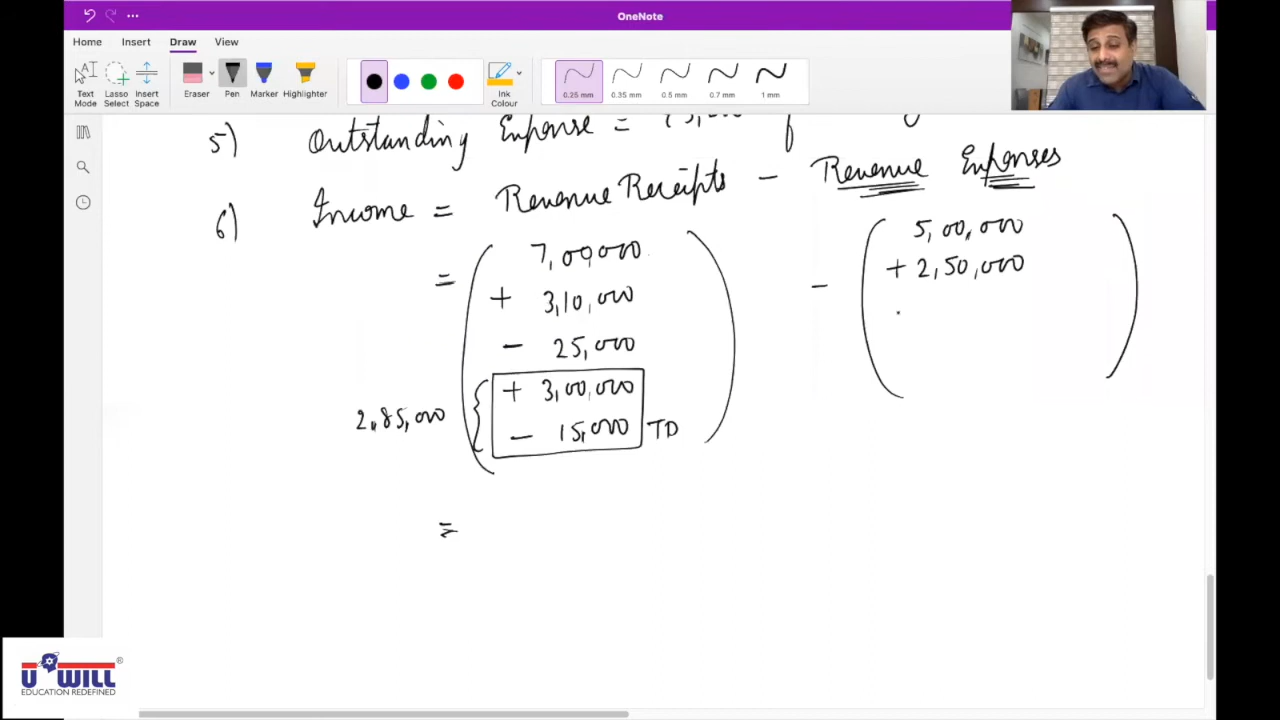 OneNote
Home Insert Draw View
Text Mode
Lasso Select
Insert Space
Eraser
Pen
Marker
Highlighter
Ink Colour
0.25 mm
0.35 mm
0.5 mm
0.7 mm
1 mm
5) Outstanding Expense =
6) Income = Revenue Receipts - Revenue Expenses
= ( 7,00,000
+ 3,10,000
- 25,000
+ 3,00,000
- 15,000 TD )
2,85,000
- ( 5,00,000
+ 2,50,000 )
=
U WILL ®
EDUCATION REDEFINED